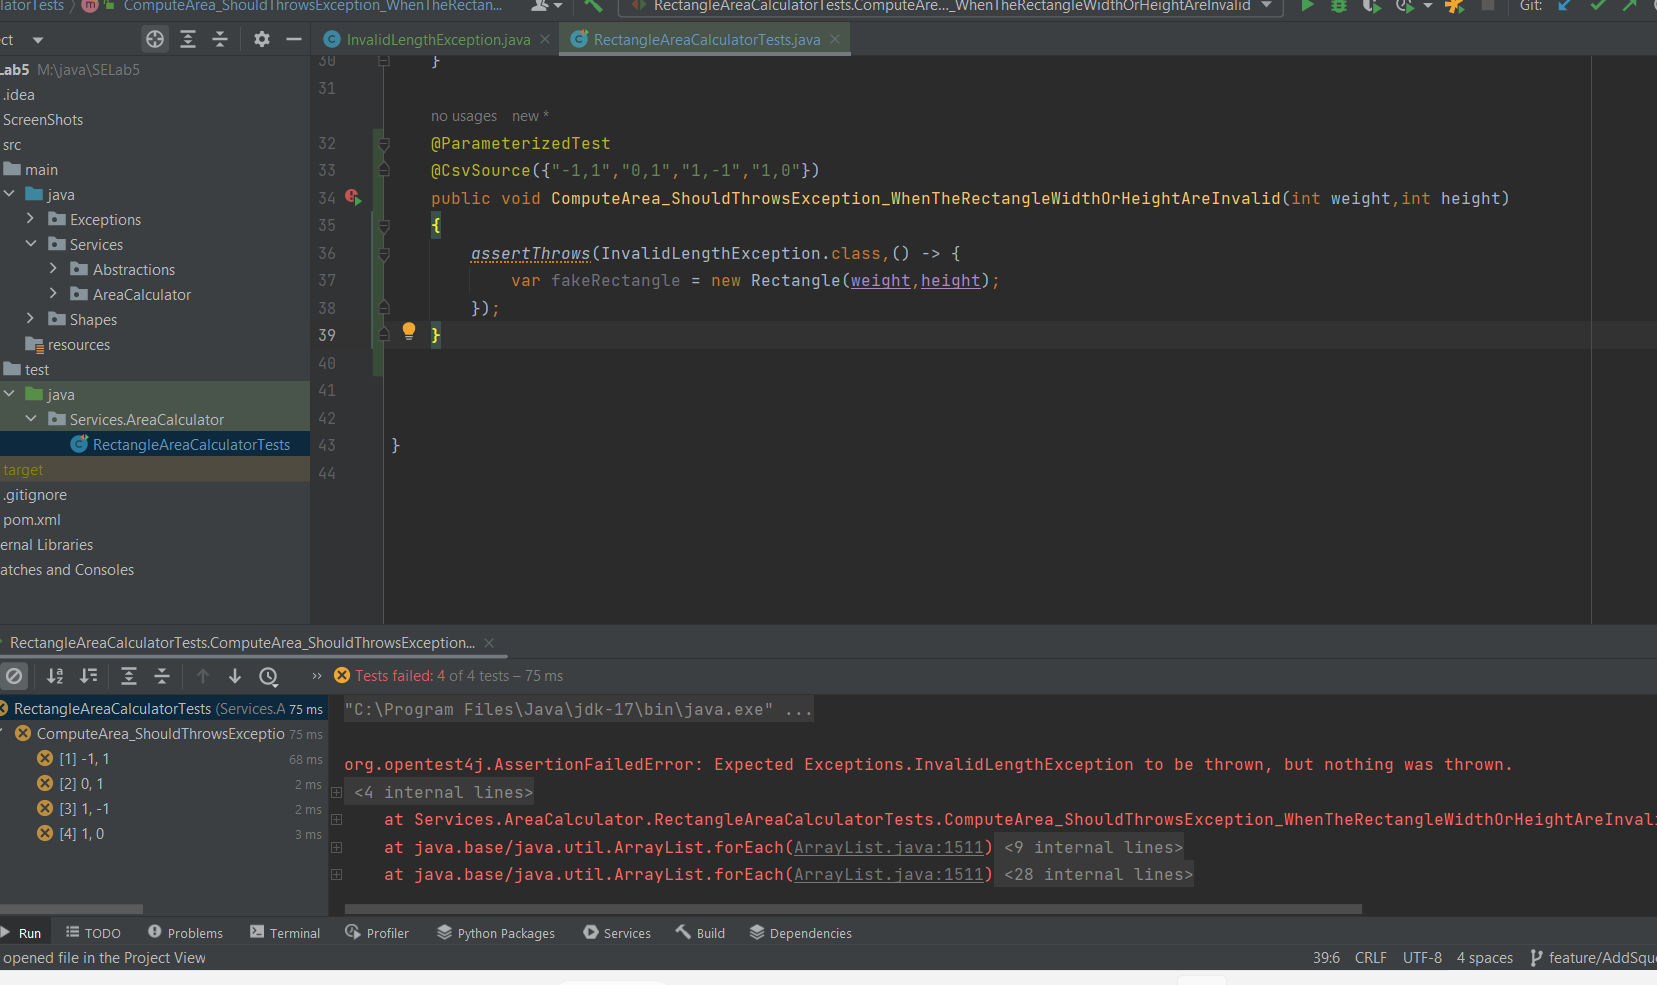 latorTests
m
ComputeArea_ShouldThrowsException_WhenTheRectan...
RectangleAreaCalculatorTests.ComputeAre..._WhenTheRectangleWidthOrHeightAreInvalid
Git:
ct
InvalidLengthException.java
RectangleAreaCalculatorTests.java
Lab5 M:\java\SELab5
.idea
ScreenShots
src
main
java
Exceptions
Services
Abstractions
AreaCalculator
Shapes
resources
test
java
Services.AreaCalculator
RectangleAreaCalculatorTests
target
.gitignore
pom.xml
ernal Libraries
atches and Consoles
30 }
31
no usages new *
32 @ParameterizedTest
33 @CsvSource({"-1,1","0,1","1,-1","1,0"})
34 public void ComputeArea_ShouldThrowsException_WhenTheRectangleWidthOrHeightAreInvalid(int weight,int height)
35 {
36 assertThrows(InvalidLengthException.class,() -> {
37 var fakeRectangle = new Rectangle(weight,height);
38 });
39 }
40
41
42
43 }
44
RectangleAreaCalculatorTests.ComputeArea_ShouldThrowsException...
Tests failed: 4 of 4 tests – 75 ms
RectangleAreaCalculatorTests (Services.A 75 ms
ComputeArea_ShouldThrowsExceptio 75 ms
[1] -1, 1 68 ms
[2] 0, 1 2 ms
[3] 1, -1 2 ms
[4] 1, 0 3 ms
"C:\Program Files\Java\jdk-17\bin\java.exe" ...
org.opentest4j.AssertionFailedError: Expected Exceptions.InvalidLengthException to be thrown, but nothing was thrown.
<4 internal lines>
at Services.AreaCalculator.RectangleAreaCalculatorTests.ComputeArea_ShouldThrowsException_WhenTheRectangleWidthOrHeightAreInvali
at java.base/java.util.ArrayList.forEach(ArrayList.java:1511) <9 internal lines>
at java.base/java.util.ArrayList.forEach(ArrayList.java:1511) <28 internal lines>
Run TODO Problems Terminal Profiler Python Packages Services Build Dependencies
opened file in the Project View
39:6 CRLF UTF-8 4 spaces feature/AddSqu